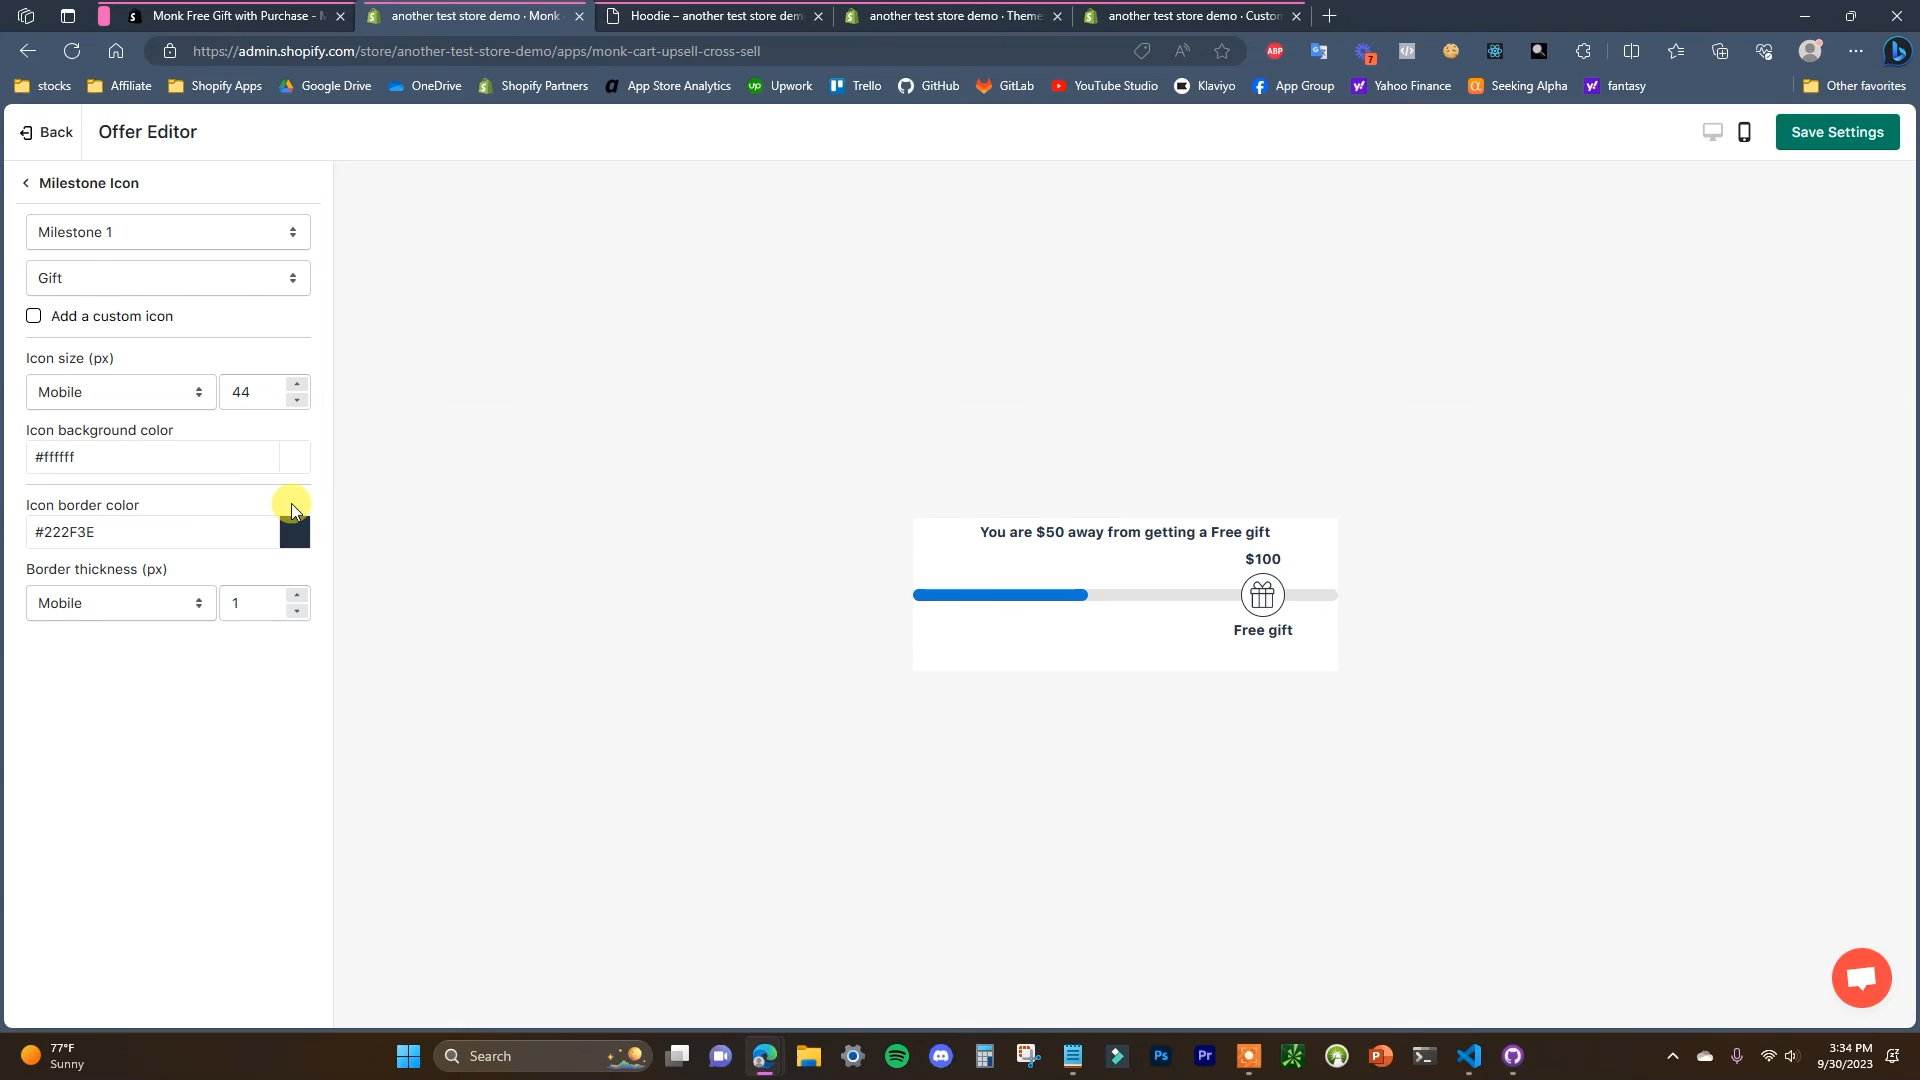 Monk Free Gift with Purchase - M
another test store demo · Monk
Hoodie – another test store dem
another test store demo · Theme
another test store demo · Custom
https://admin.shopify.com/store/another-test-store-demo/apps/monk-cart-upsell-cross-sell
ABP
7
stocks
Affiliate
Shopify Apps
Google Drive
OneDrive
Shopify Partners
App Store Analytics
Upwork
Trello
GitHub
GitLab
YouTube Studio
Klaviyo
App Group
Yahoo Finance
Seeking Alpha
fantasy
Other favorites
Back
Offer Editor
Save Settings
Milestone Icon
Milestone 1
Gift
Add a custom icon
Icon size (px)
Mobile
44
Icon background color
#ffffff
Icon border color
#222F3E
Border thickness (px)
Mobile
1
You are $50 away from getting a Free gift
$100
Free gift
77°F
Sunny
Search
Ps
Pr
3:34 PM
9/30/2023